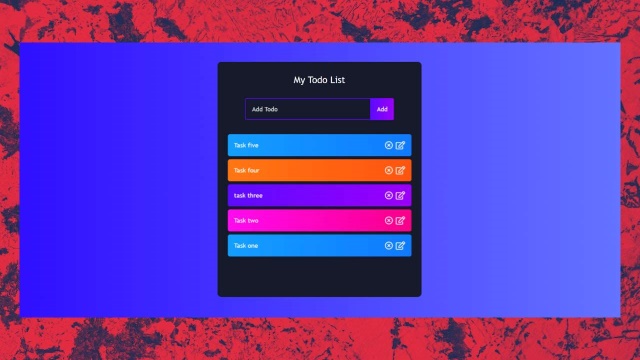 My Todo List
Add Todo
Add
Task five
Task four
task three
Task two
Task one